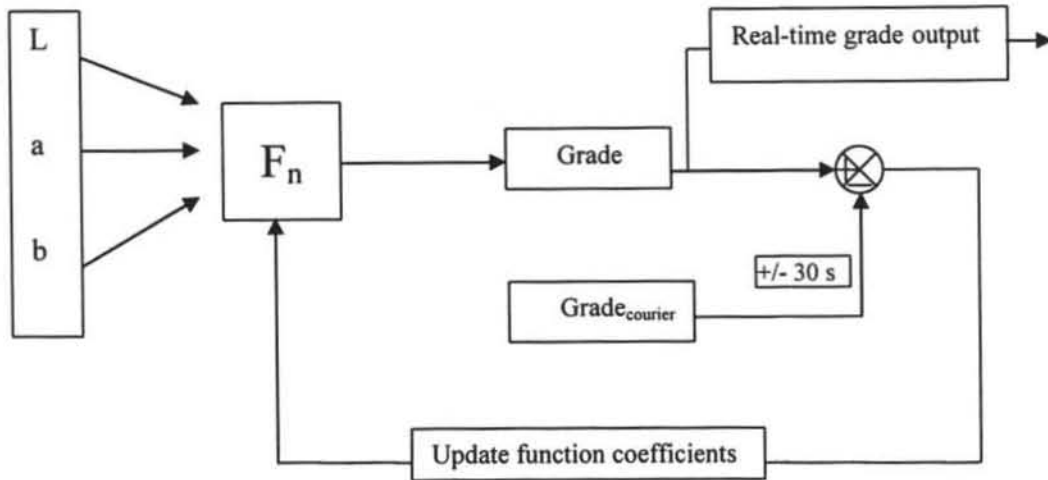 L
a
b
Fn
Grade
Real-time grade output
+
−
+/- 30 s
Gradecourier
Update function coefficients